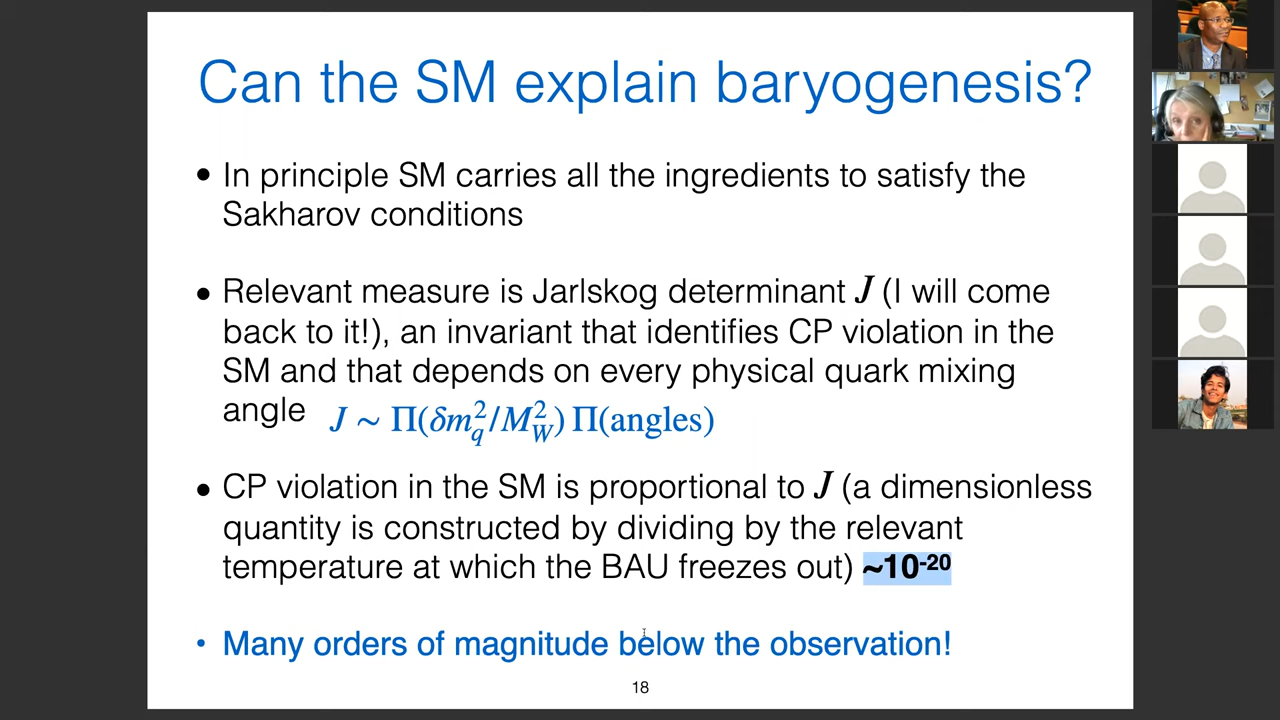 Can the SM explain baryogenesis?
• In principle SM carries all the ingredients to satisfy the
Sakharov conditions
• Relevant measure is Jarlskog determinant J (I will come
back to it!), an invariant that identifies CP violation in the
SM and that depends on every physical quark mixing
angle J ~ Π(δm_q^2/M_W^2) Π(angles)
• CP violation in the SM is proportional to J (a dimensionless
quantity is constructed by dividing by the relevant
temperature at which the BAU freezes out) ~10^-20
• Many orders of magnitude below the observation!
18